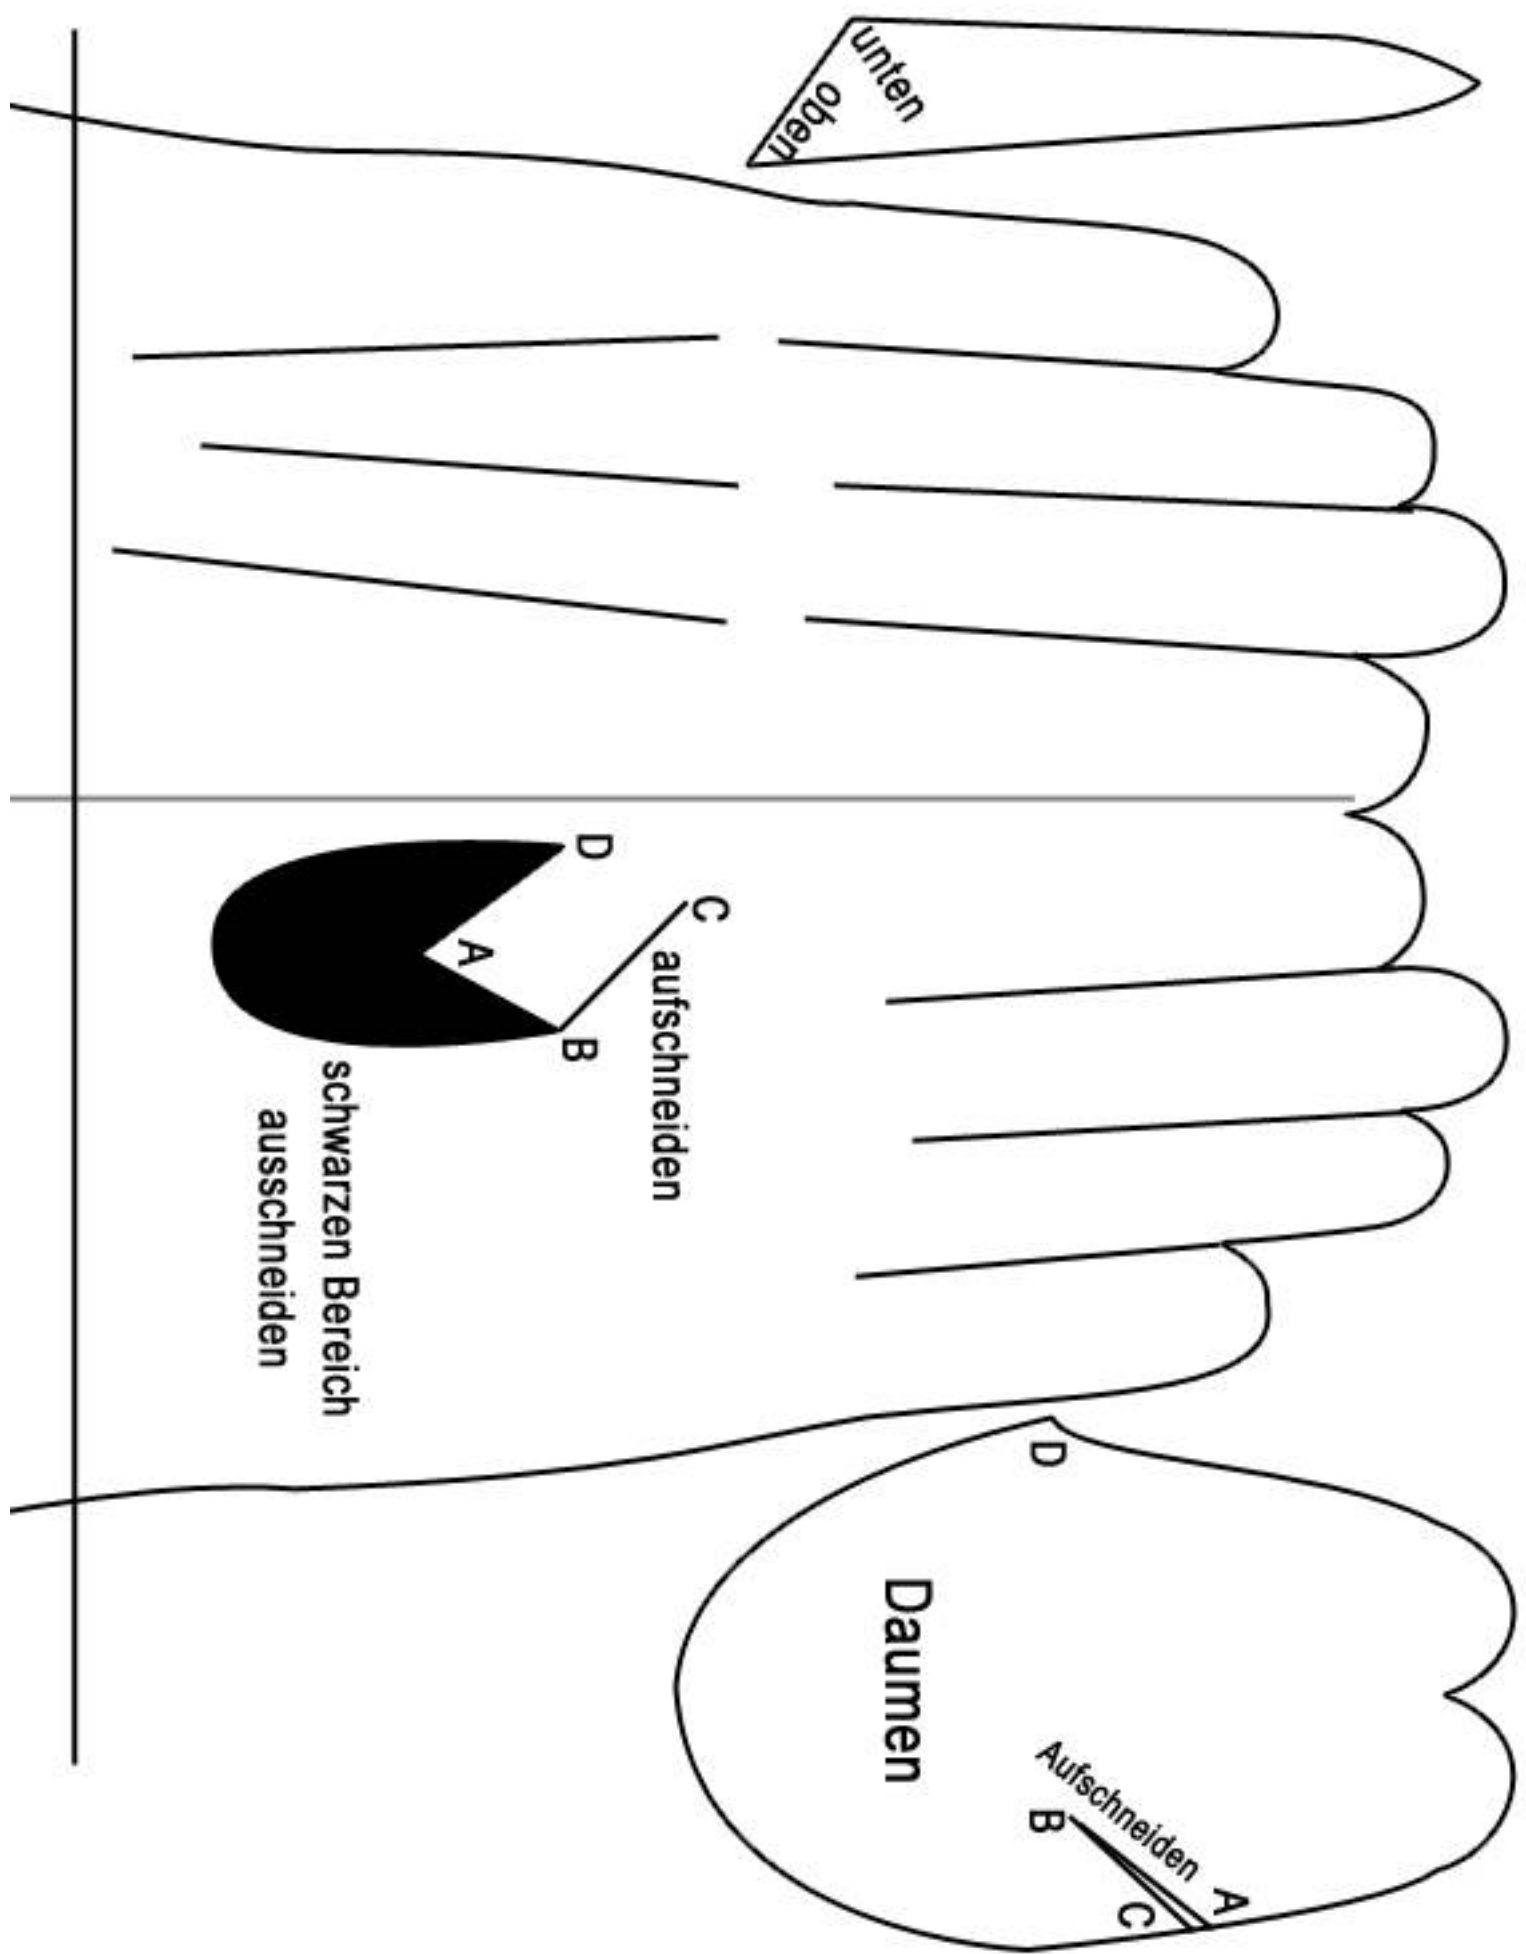 unten
oben
C
aufschneiden
D
B
A
schwarzen Bereich
ausschneiden
A
Aufschneiden
C
D
B
Daumen